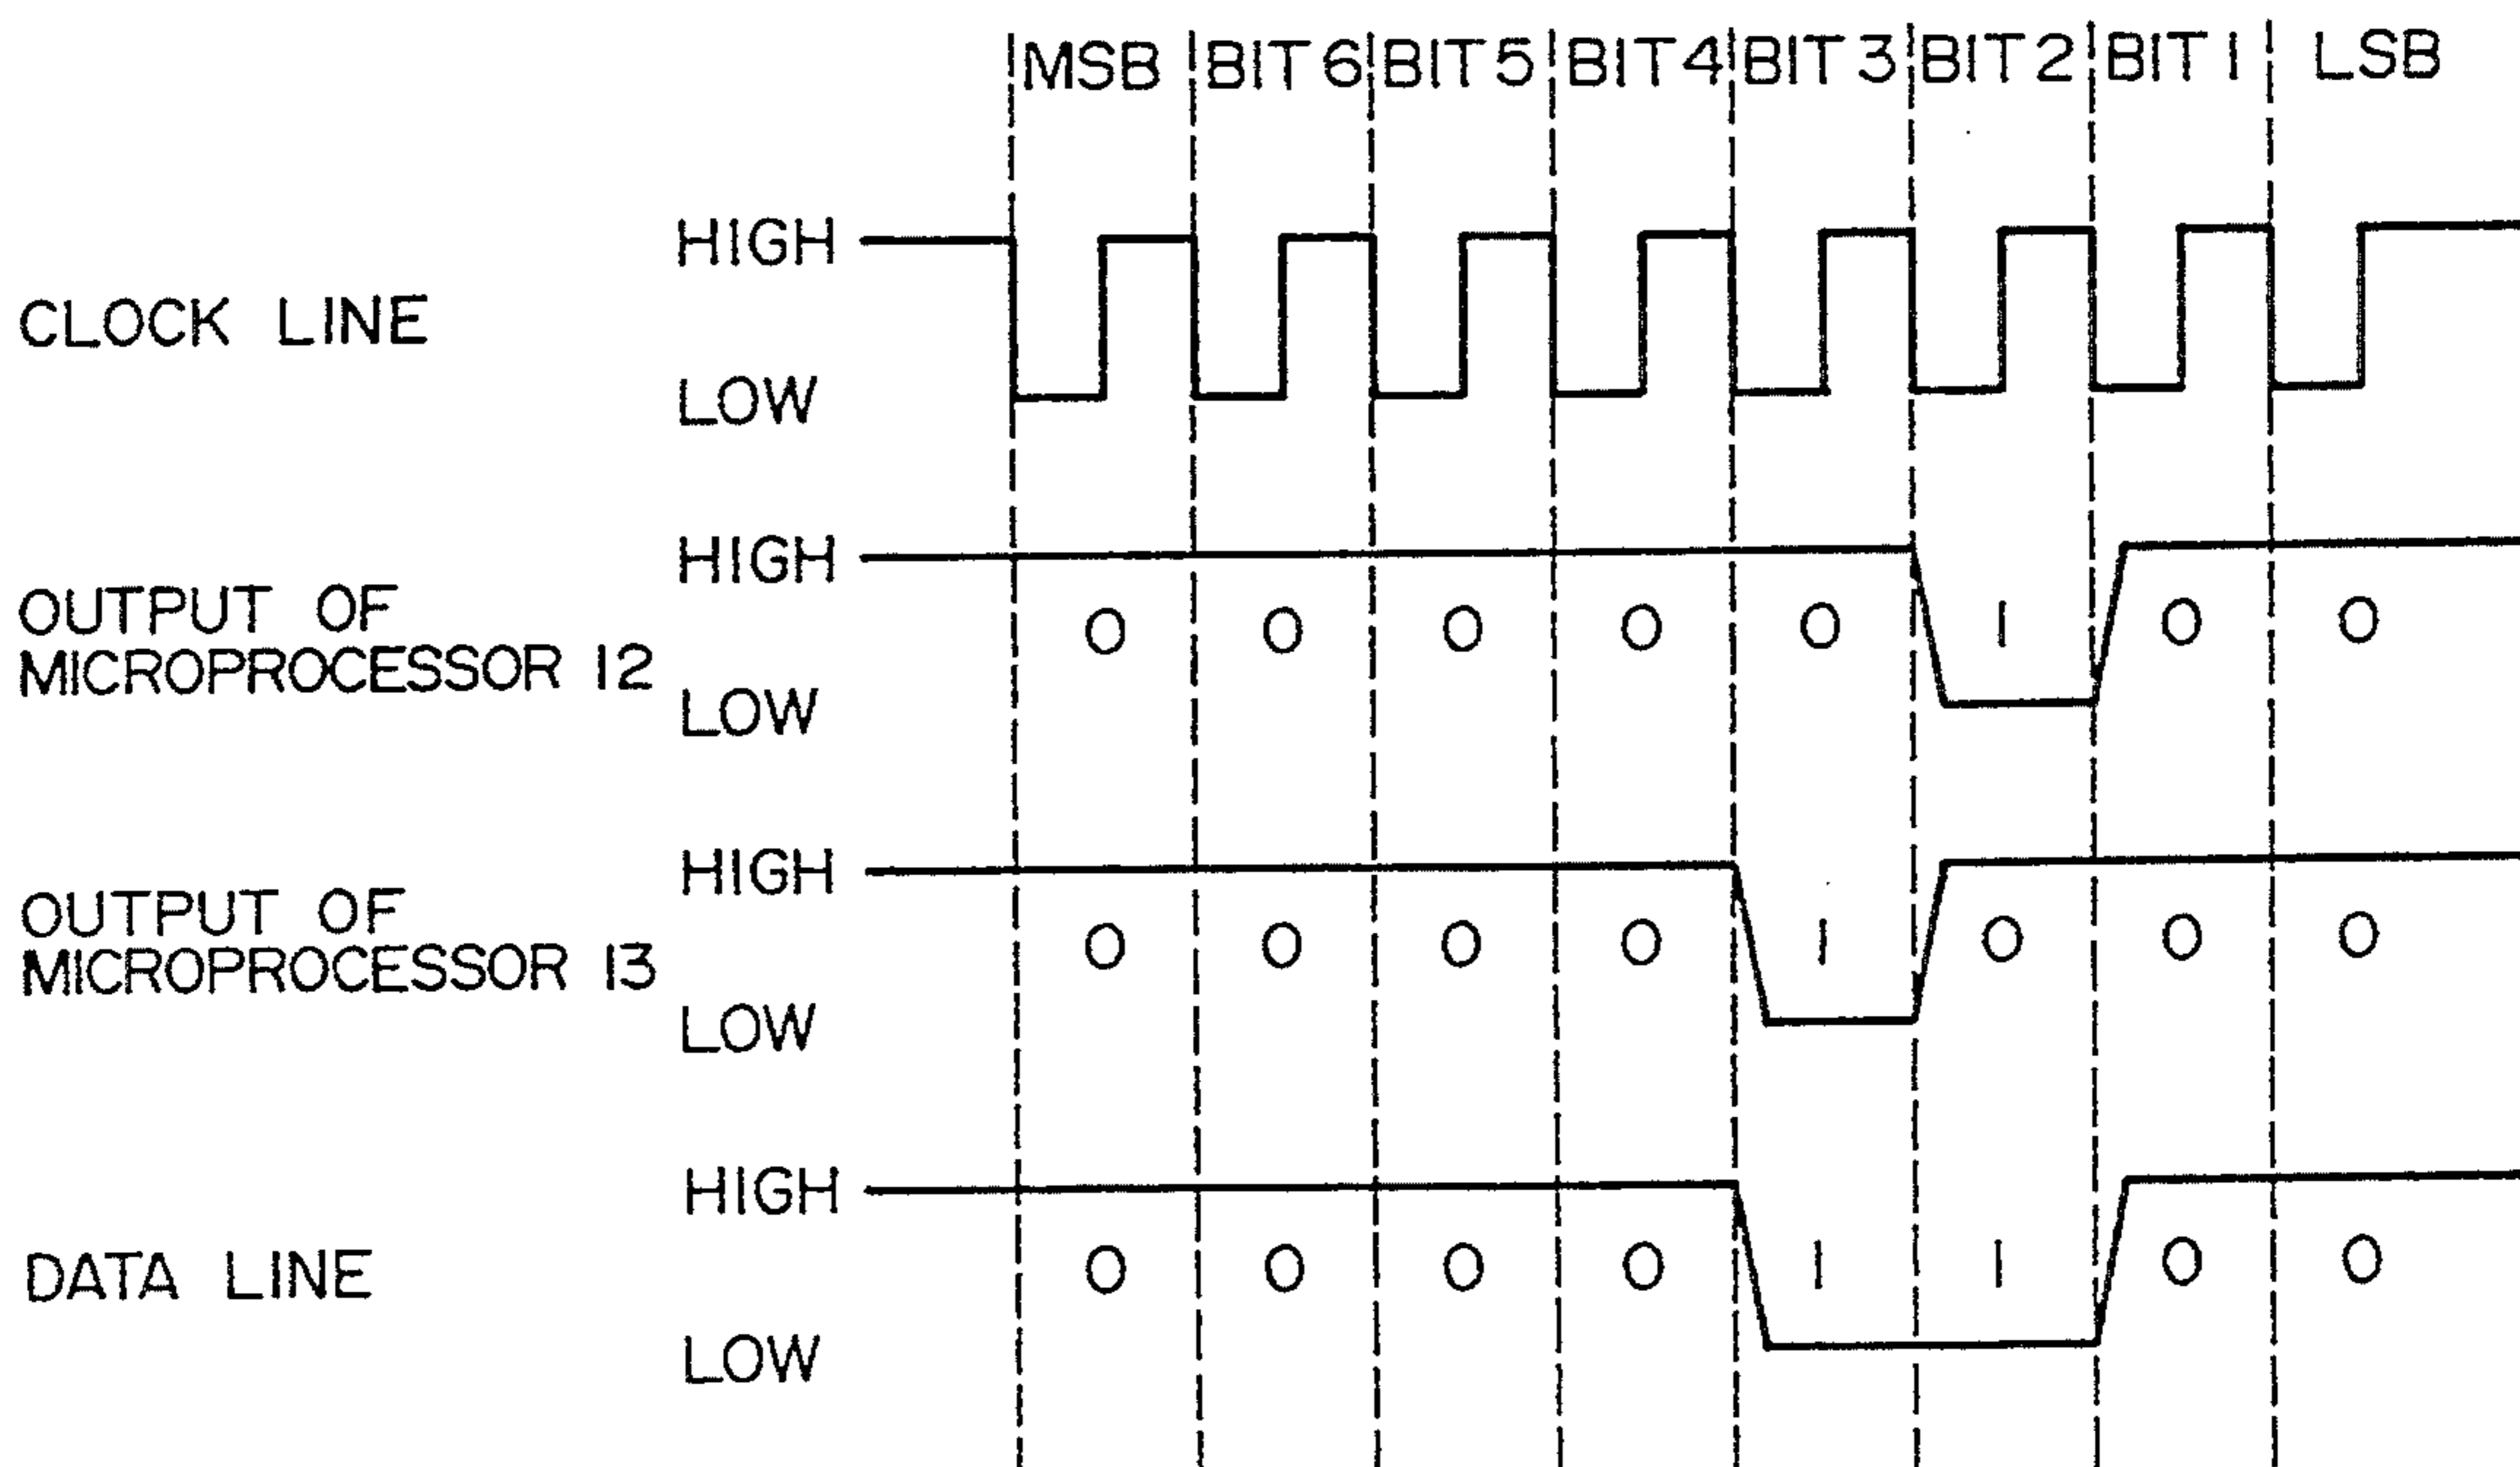 MSB BIT 6 BIT 5 BIT 4 BIT 3 BIT 2 BIT 1 LSB
HIGH
CLOCK LINE
LOW
HIGH
OUTPUT OF
MICROPROCESSOR 12
0 0 0 0 0 1 0 0
LOW
HIGH
OUTPUT OF
MICROPROCESSOR 13
0 0 0 0 1 0 0 0
LOW
HIGH
DATA LINE
0 0 0 0 1 1 0 0
LOW